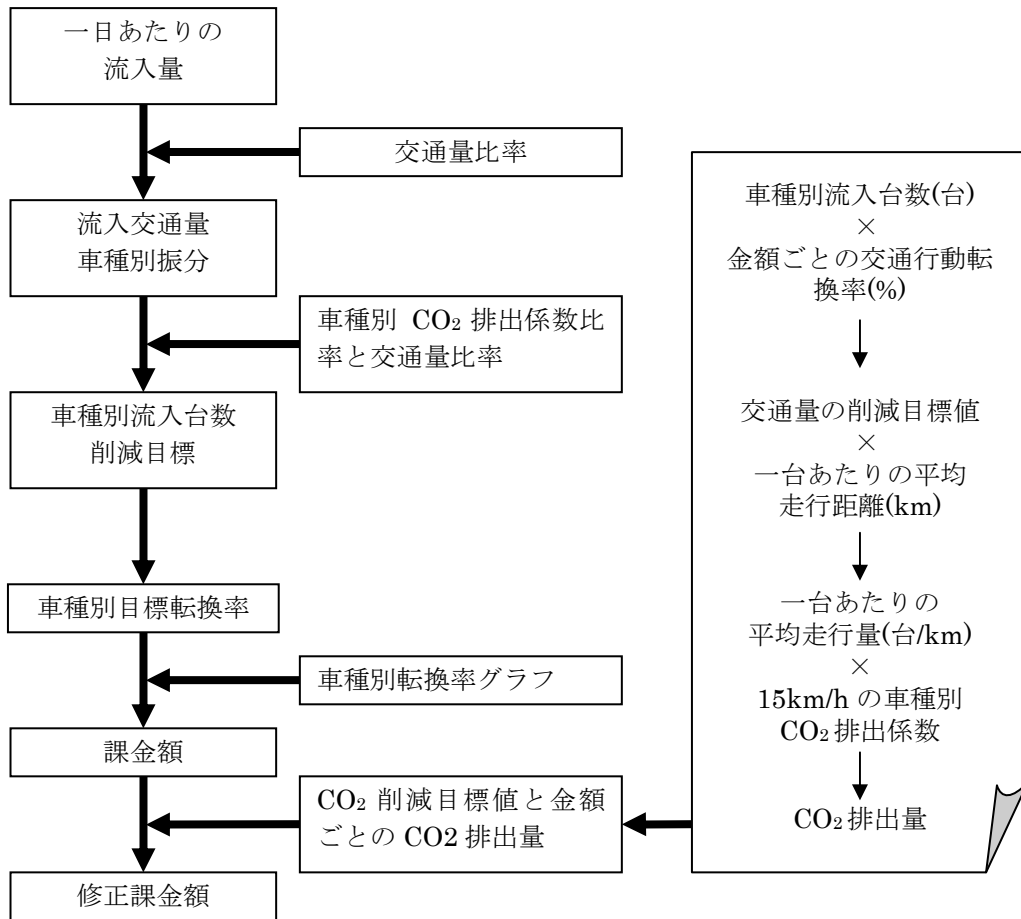 一日あたりの
流入量
交通量比率
流入交通量
車種別振分
車種別 CO₂ 排出係数比
率と交通量比率
車種別流入台数
削減目標
車種別目標転換率
車種別転換率グラフ
課金額
CO₂ 削減目標値と金額
ごとの CO2 排出量
修正課金額
車種別流入台数(台)
×
金額ごとの交通行動転
換率(%)
交通量の削減目標値
×
一台あたりの平均
走行距離(km)
一台あたりの
平均走行量(台/km)
×
15km/h の車種別
CO₂排出係数
CO₂排出量